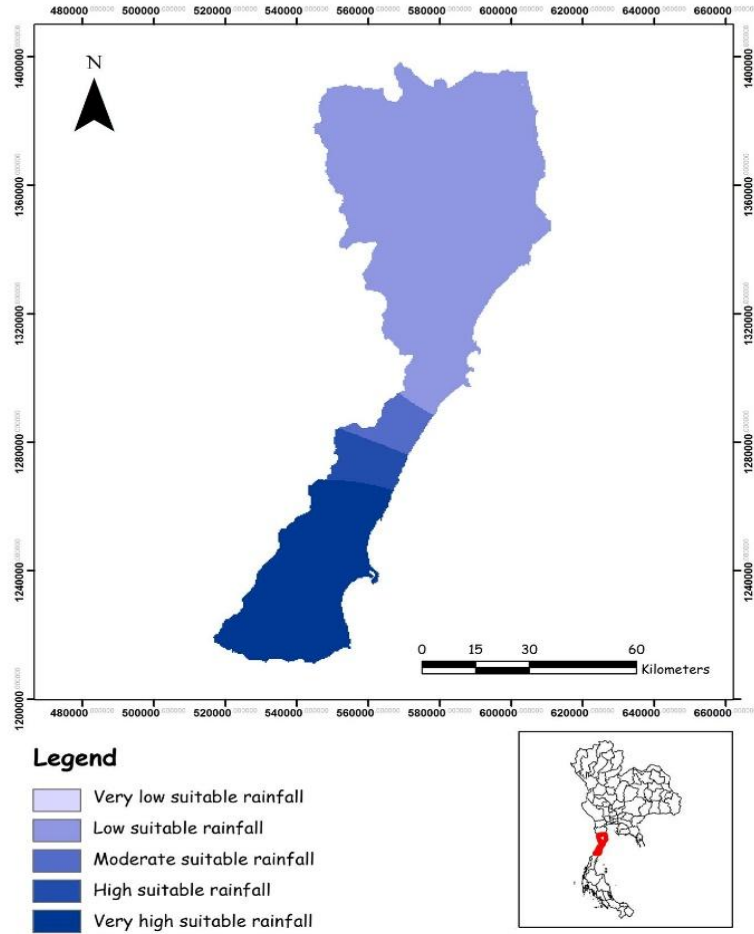 480000 500000 520000 540000 560000 580000 600000 620000 640000 660000
N
1400000 1400000
1360000 1360000
1320000 1320000
1280000 1280000
1240000 1240000
1200000 1200000
0 15 30 60
Kilometers
480000 500000 520000 540000 560000 580000 600000 620000 640000 660000
Legend
Very low suitable rainfall
Low suitable rainfall
Moderate suitable rainfall
High suitable rainfall
Very high suitable rainfall